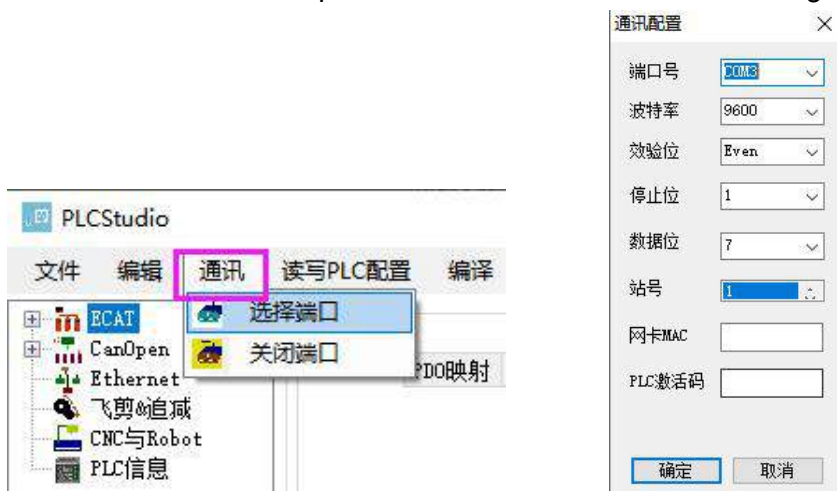 PLCStudio
文件 编辑 通讯 读写PLC配置 编译
选择端口
关闭端口
ECAT
CanOpen
Ethernet
飞剪&追减
CNC与Robot
PLC信息
PDO映射
通讯配置
端口号 COM3
波特率 9600
效验位 Even
停止位 1
数据位 7
站号 1
网卡MAC
PLC激活码
确定 取消